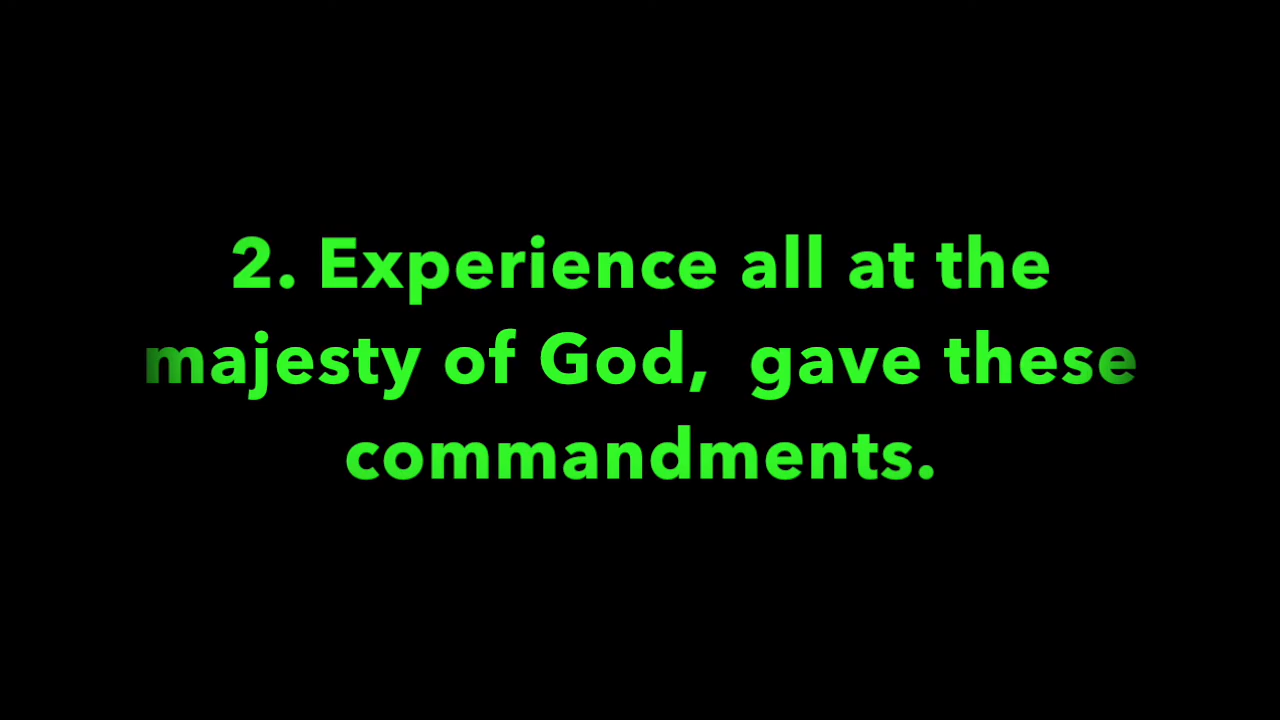 2. Experience all at the
majesty of God,  gave these
commandments.